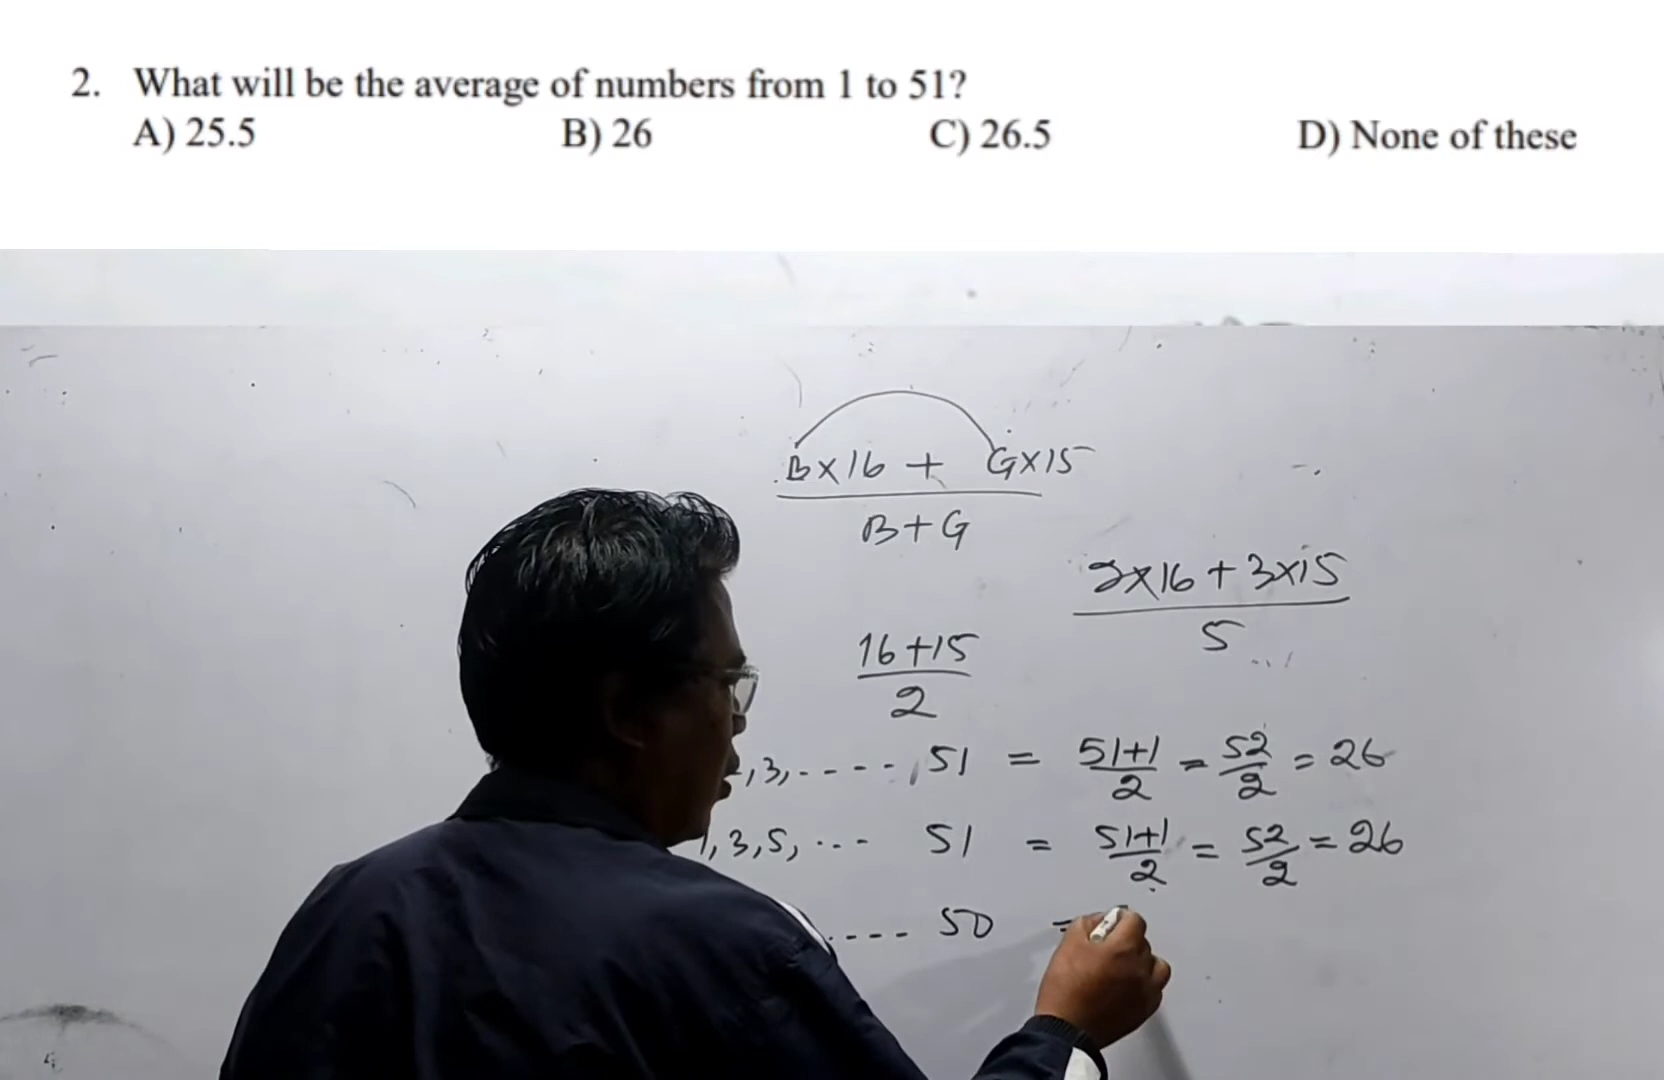 2. What will be the average of numbers from 1 to 51?
A) 25.5 B) 26 C) 26.5 D) None of these
B×16 + G×15
B+G
2×16 + 3×15
5
16+15
2
,3,----,51 = 51+1/2 = 52/2 = 26
1,3,5,--- 51 = 51+1/2 = 52/2 = 26
---- 50 =